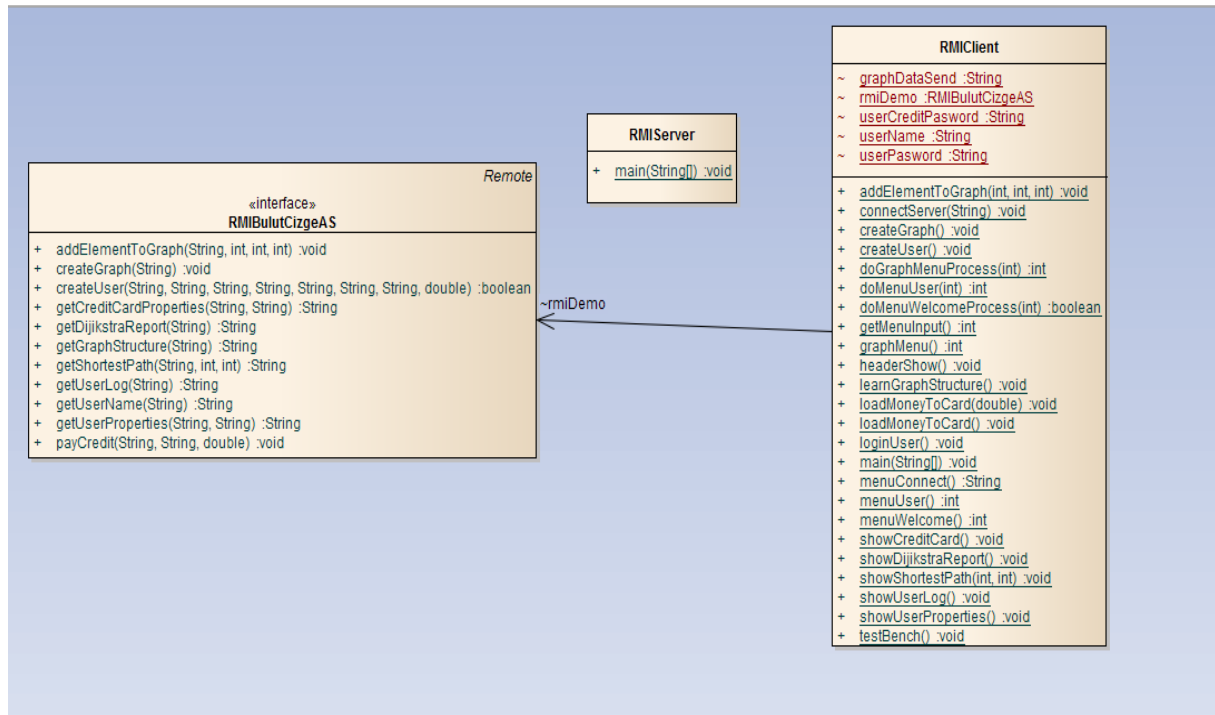 Remote
«interface»
RMIBulutCizgeAS
+ addElementToGraph(String, int, int, int) :void
+ createGraph(String) :void
+ createUser(String, String, String, String, String, String, String, double) :boolean
+ getCreditCardProperties(String, String) :String
+ getDijikstraReport(String) :String
+ getGraphStructure(String) :String
+ getShortestPath(String, int, int) :String
+ getUserLog(String) :String
+ getUserName(String) :String
+ getUserProperties(String, String) :String
+ payCredit(String, String, double) :void
~rmiDemo
RMIServer
+ main(String[]) :void
RMIClient
~ graphDataSend :String
~ rmiDemo :RMIBulutCizgeAS
~ userCreditPasword :String
~ userName :String
~ userPasword :String
+ addElementToGraph(int, int, int) :void
+ connectServer(String) :void
+ createGraph() :void
+ createUser() :void
+ doGraphMenuProcess(int) :int
+ doMenuUser(int) :int
+ doMenuWelcomeProcess(int) :boolean
+ getMenuInput() :int
+ graphMenu() :int
+ headerShow() :void
+ learnGraphStructure() :void
+ loadMoneyToCard(double) :void
+ loadMoneyToCard() :void
+ loginUser() :void
+ main(String[]) :void
+ menuConnect() :String
+ menuUser() :int
+ menuWelcome() :int
+ showCreditCard() :void
+ showDijikstraReport() :void
+ showShortestPath(int, int) :void
+ showUserLog() :void
+ showUserProperties() :void
+ testBench() :void